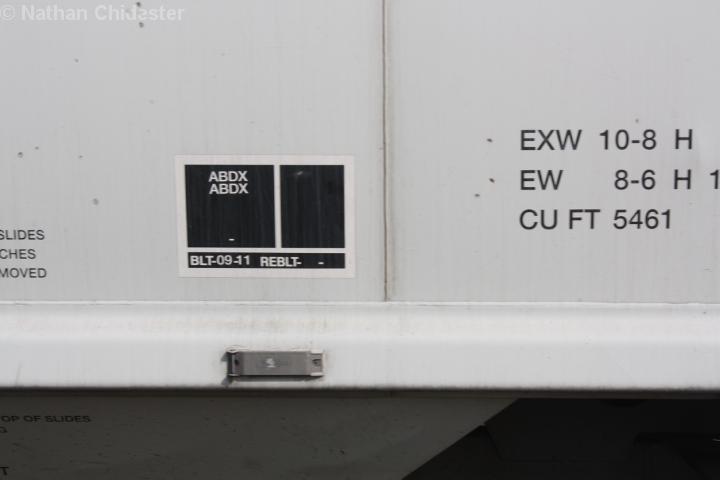 © Nathan Chidester
EXW 10-8 H
EW 8-6 H 1
CU FT 5461
ABDX
ABDX
-
BLT-09-11 REBLT- -
SLIDES
CHES
MOVED
TOP OF SLIDES
G
T